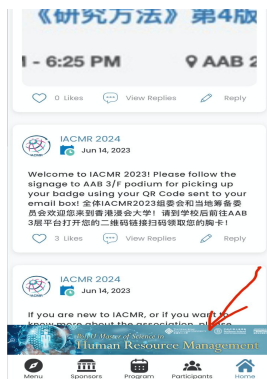 《研究方法》第4版
1 - 6:25 PM AAB 2
0 Likes View Replies Reply
IACMR 2024
Jun 14, 2023
Welcome to IACMR 2023! Please follow the
signage to AAB 3/F podium for picking up
your badge using your QR Code sent to your
email box! 全体IACMR2023组委会和当地筹备委
员会欢迎您来到香港浸会大学！请到学校后前往AAB
3层平台打开您的二维码链接扫码领取您的胸卡！
3 Likes View Replies Reply
IACMR 2024
Jun 14, 2023
If you are new to IACMR, or if you want to
know more about the association, please
Master of Science in
Human Resource Management
Menu Sponsors Program Participants Home